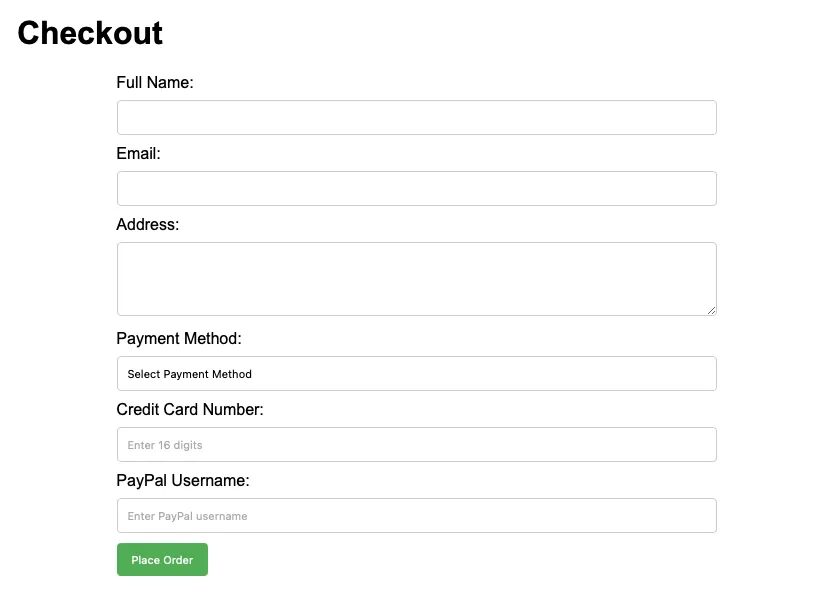 Checkout
Full Name:
Email:
Address:
Payment Method:
Select Payment Method
Credit Card Number:
Enter 16 digits
PayPal Username:
Enter PayPal username
Place Order